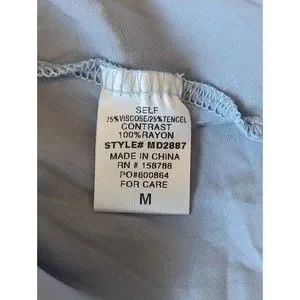 SELF
75%VISCOSE/25%TENCEL
CONTRAST
100%RAYON
STYLE# MD2887
MADE IN CHINA
RN # 158788
PO#600864
FOR CARE
M